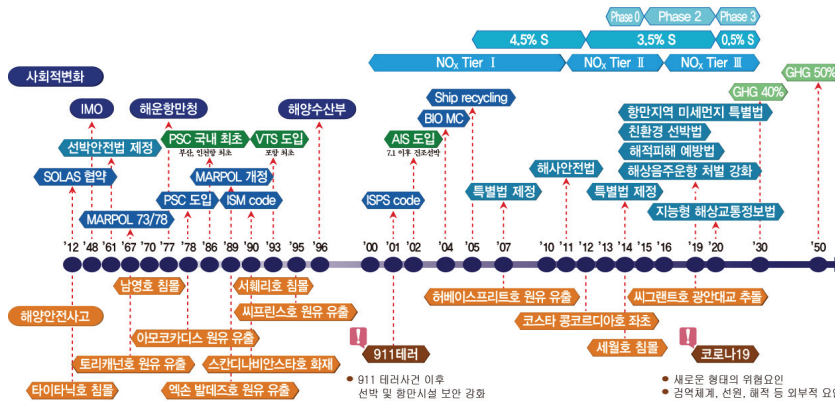 Phase 0 Phase 2 Phase 3
4.5% S 3.5% S 0.5% S
NOx Tier Ⅰ NOx Tier Ⅱ NOx Tier Ⅲ
사회적변화
GHG 50%
GHG 40%
IMO 해운항만청 해양수산부
Ship recycling
BIO MC
항만지역 미세먼지 특별법
선박안전법 제정
PSC 국내 최초
부산, 인천항 최초
VTS 도입
포항 최초
AIS 도입
7.1 이후 건조선박
친환경 선박법
해적피해 예방법
SOLAS 협약 MARPOL 개정 해사안전법 해상음주운항 처벌 강화
MARPOL 73/78 PSC 도입 ISM code ISPS code 특별법 제정 특별법 제정
지능형 해상교통정보법
'12 '48 '61 '67 '70 '77 '78 '86 '89 '90 '93 '95 '96 '00 '01 '02 '04 '05 '07 '10 '11 '12 '13 '14 '15 '16 '19 '20 '30 '50
남영호 침몰 서훼리호 침몰
허베이스프리트호 원유 유출 씨그랜트호 광안대교 추돌
해양안전사고
씨프린스호 원유 유출
코스타 콩코르디아호 좌초
아모코카디스 원유 유출
세월호 침몰
토리캐넌호 원유 유출 스칸디나비안스타호 화재
911테러 코로나19
타이타닉호 침몰 엑손 발데즈호 원유 유출
• 911 테러사건 이후
선박 및 항만시설 보안 강화
• 새로운 형태의 위협요인
• 검역체계, 선원, 해적 등 외부적 요인